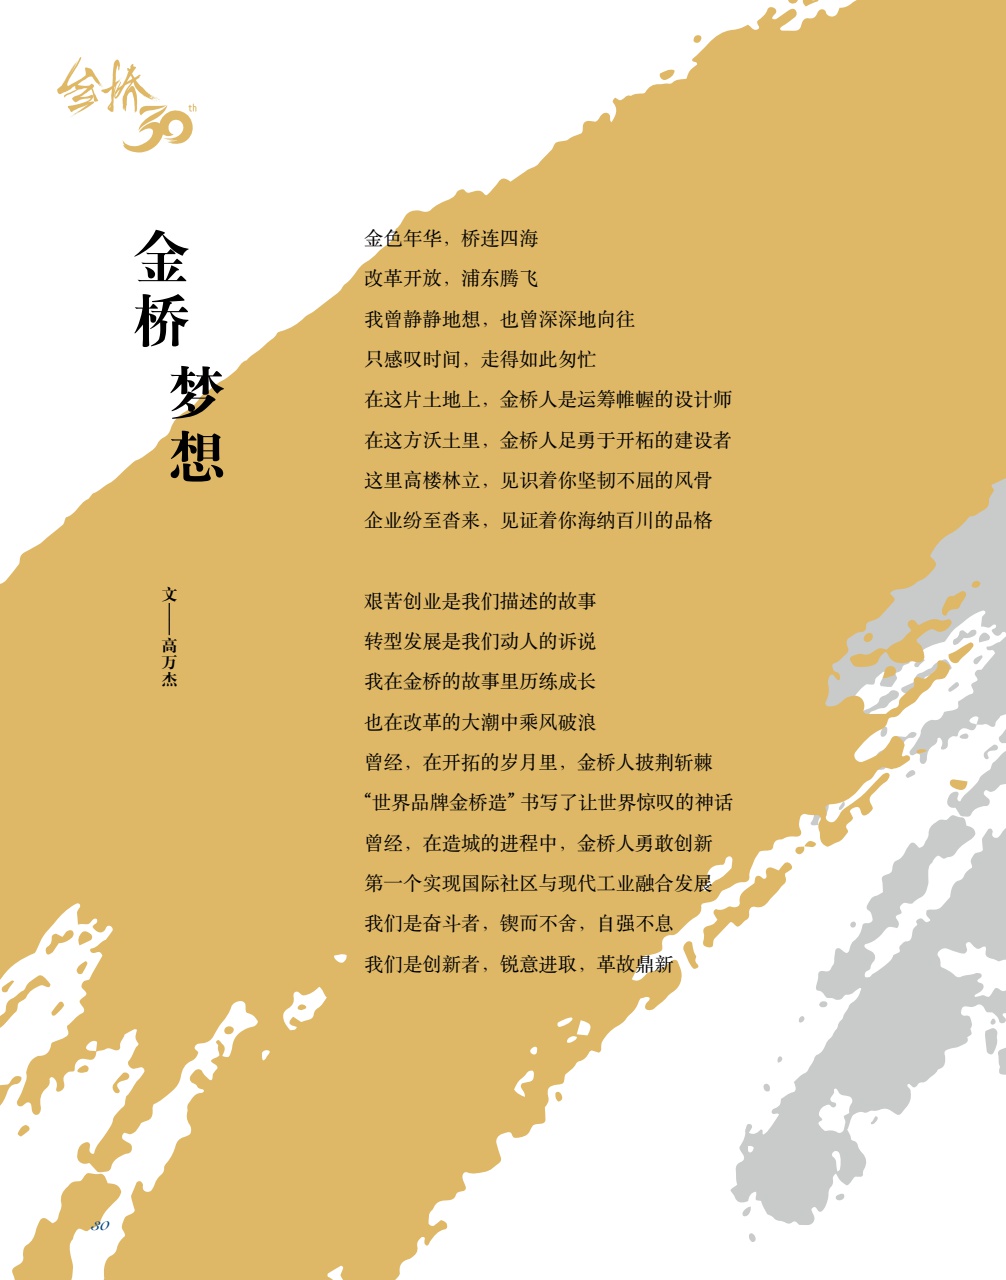 金桥
30th
金桥
梦想
文——高万杰
金色年华，桥连四海
改革开放，浦东腾飞
我曾静静地想，也曾深深地向往
只感叹时间，走得如此匆忙
在这片土地上，金桥人是运筹帷幄的设计师
在这方沃土里，金桥人足勇于开柘的建设者
这里高楼林立，见识着你坚韧不屈的风骨
企业纷至沓来，见证着你海纳百川的品格
艰苦创业是我们描述的故事
转型发展是我们动人的诉说
我在金桥的故事里历练成长
也在改革的大潮中乘风破浪
曾经，在开拓的岁月里，金桥人披荆斩棘
“世界品牌金桥造” 书写了让世界惊叹的神话
曾经，在造城的进程中，金桥人勇敢创新
第一个实现国际社区与现代工业融合发展
我们是奋斗者，锲而不舍，自强不息
我们是创新者，锐意进取，革故鼎新
30